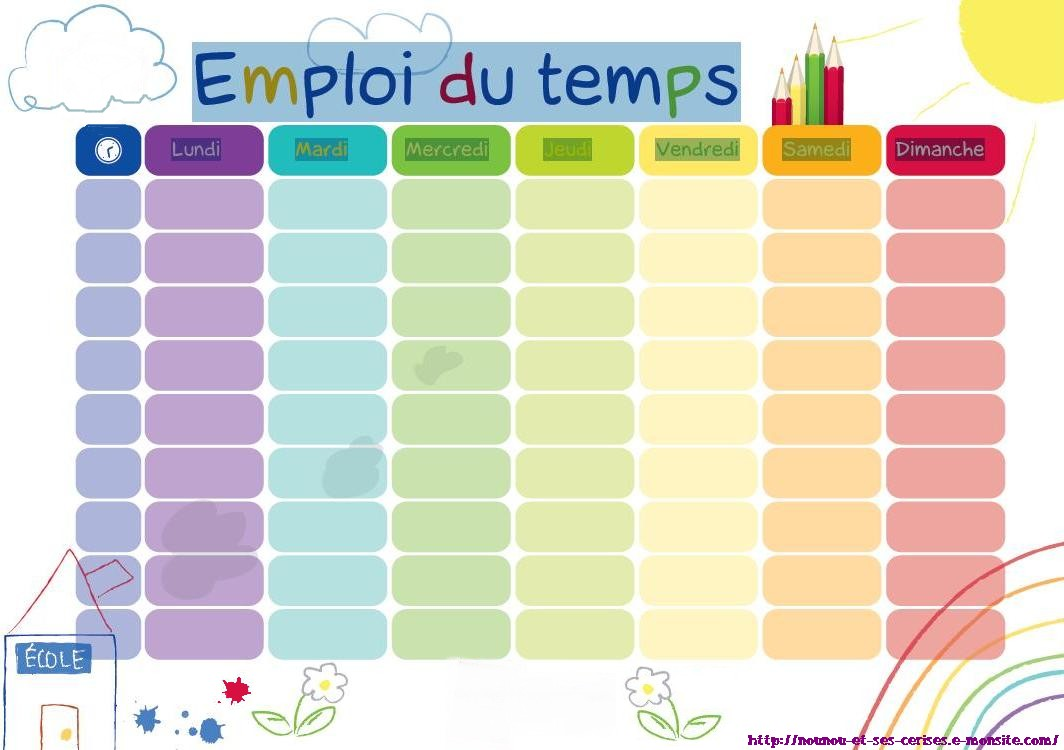 Emploi du temps
Lundi Mardi Mercredi Jeudi Vendredi Samedi Dimanche
ÉCOLE
http://nounou-et-ses-cerises.e-monsite.com/